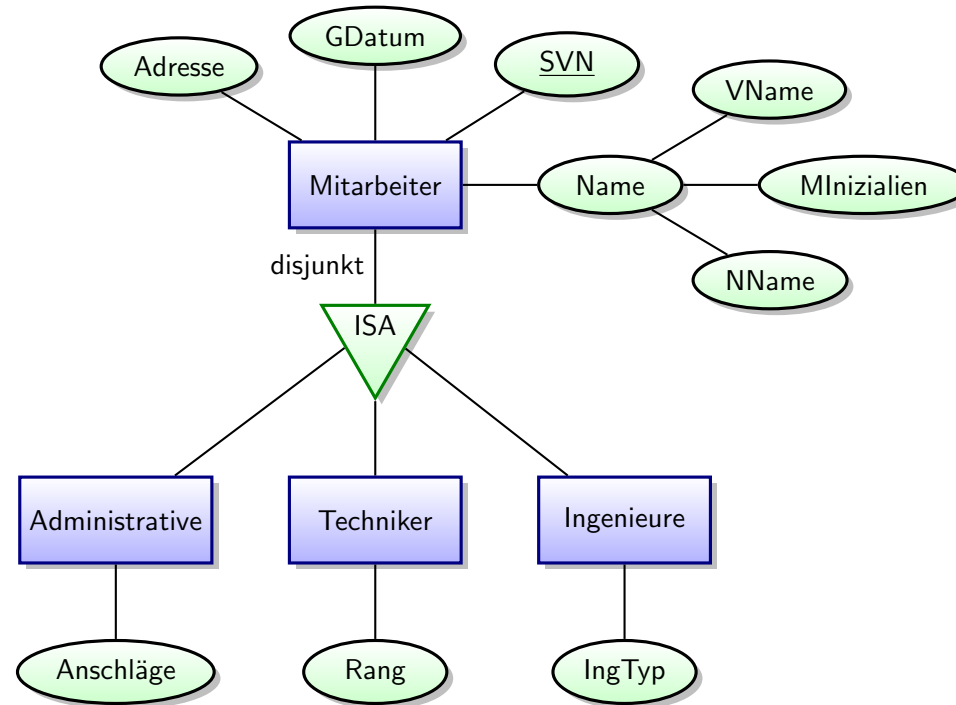 GDatum
Adresse
SVN
VName
Mitarbeiter
Name
MInizialien
NName
disjunkt
ISA
Administrative
Techniker
Ingenieure
Anschläge
Rang
IngTyp